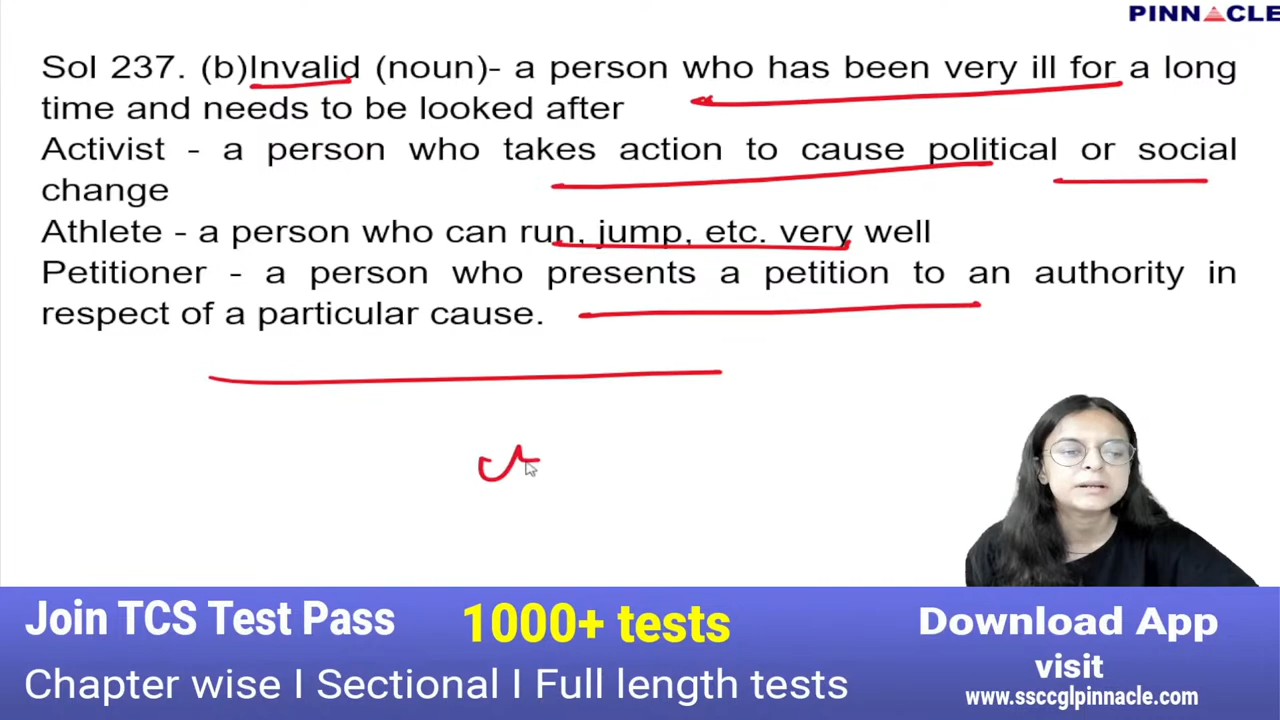 PINNACLE
Sol 237. (b)Invalid (noun)- a person who has been very ill for a long
time and needs to be looked after
Activist - a person who takes action to cause political or social
change
Athlete - a person who can run, jump, etc. very well
Petitioner - a person who presents a petition to an authority in
respect of a particular cause.
Join TCS Test Pass
1000+ tests
Chapter wise I Sectional I Full length tests
Download App
visit
www.ssccglpinnacle.com